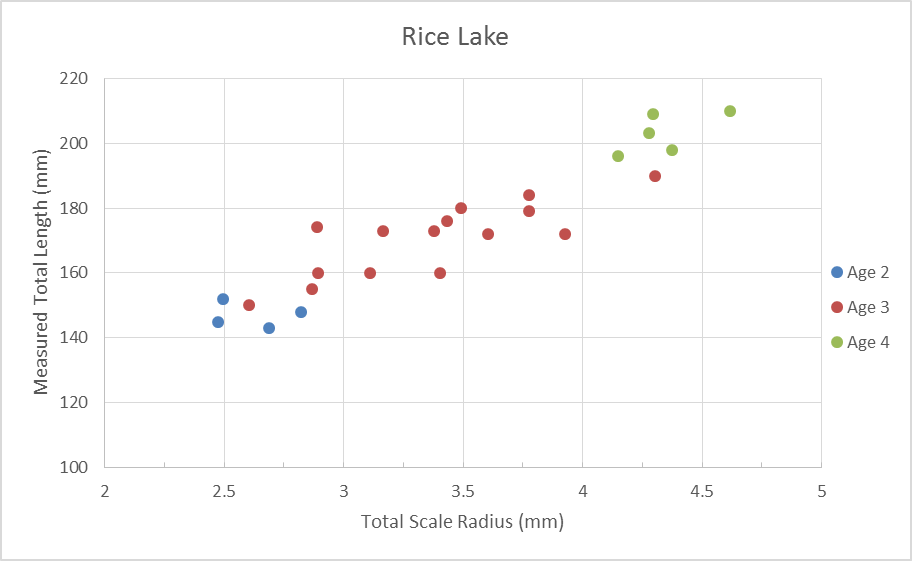 Rice Lake
220
200
180
160
140
120
100
Measured Total Length (mm)
2 2.5 3 3.5 4 4.5 5
Total Scale Radius (mm)
Age 2
Age 3
Age 4